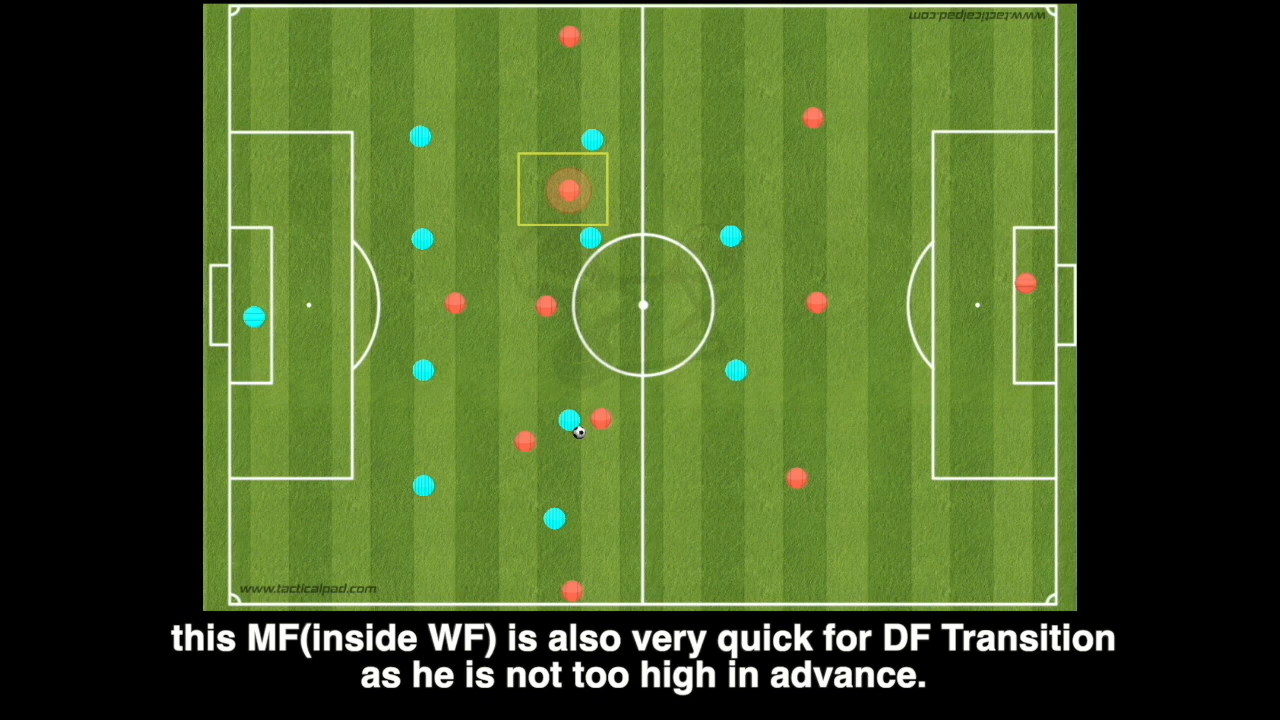 www.tacticalpad.com
www.tacticalpad.com
this MF(inside WF) is also very quick for DF Transition
as he is not too high in advance.